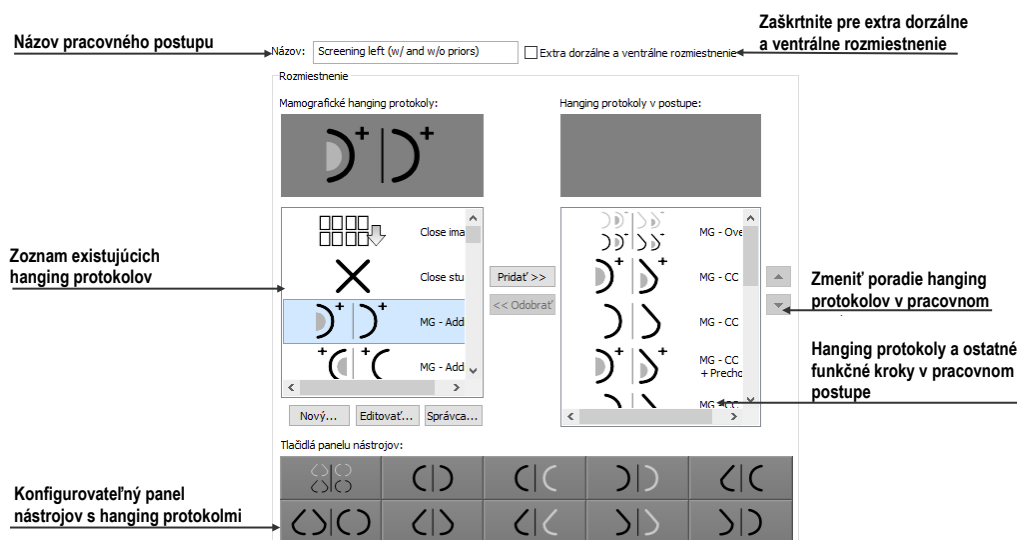 Názov pracovného postupu
Názov:
Screening left (w/ and w/o priors)
Extra dorzálne a ventrálne rozmiestnenie
Zaškrtnite pre extra dorzálne
a ventrálne rozmiestnenie
Rozmiestnenie
Mamografické hanging protokoly:
Hanging protokoly v postupe:
Zoznam existujúcich
hanging protokolov
Close ima
Close stu
MG - Add
MG - Add
Pridať >>
<< Odobrať
MG - Ove
MG - CC
MG - CC
MG - CC
+ Precho
MG - CC
Zmeniť poradie hanging
protokolov v pracovnom
Hanging protokoly a ostatné
funkčné kroky v pracovnom
postupe
Nový...
Editovať...
Správca...
Tlačidlá panelu nástrojov:
Konfigurovateľný panel
nástrojov s hanging protokolmi